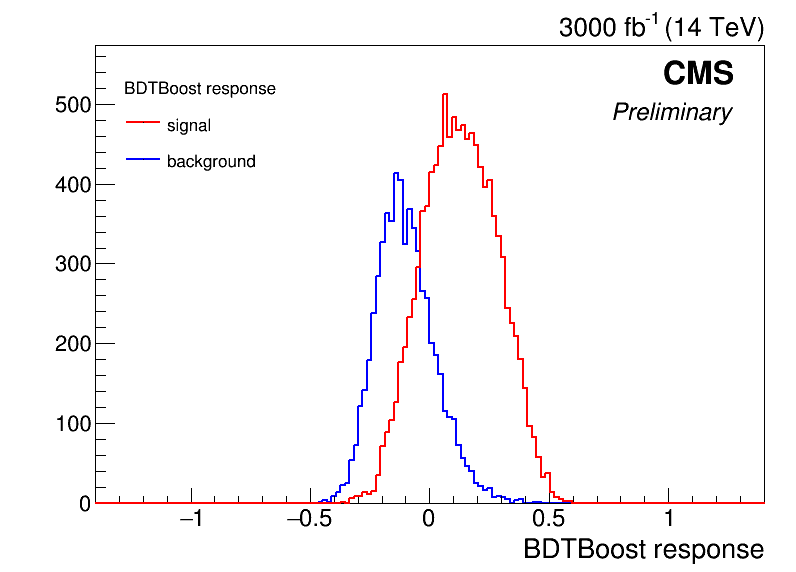 3000 fb⁻¹ (14 TeV)
CMS
Preliminary
BDTBoost response
signal
background
500
400
300
200
100
0
−1 −0.5 0 0.5 1
BDTBoost response